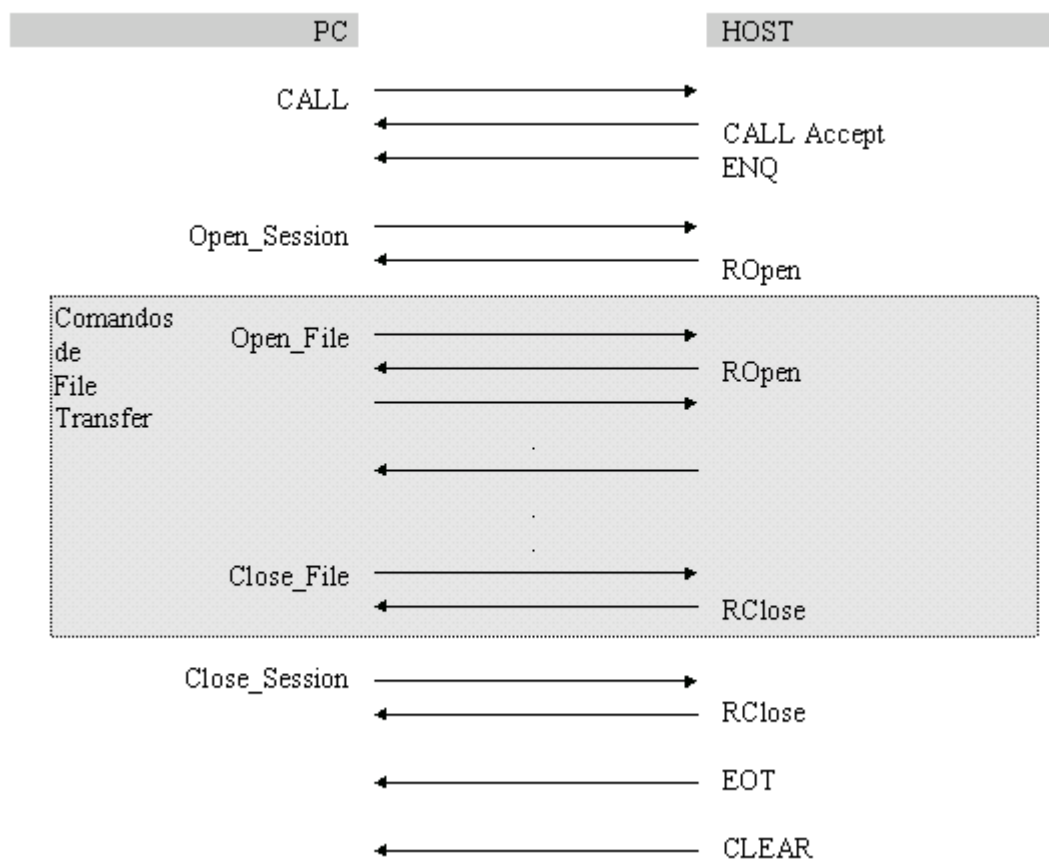 PC
HOST
CALL
CALL Accept
ENQ
Open_Session
ROpen
Comandos
de
File
Transfer
Open_File
ROpen
.
.
.
Close_File
RClose
Close_Session
RClose
EOT
CLEAR